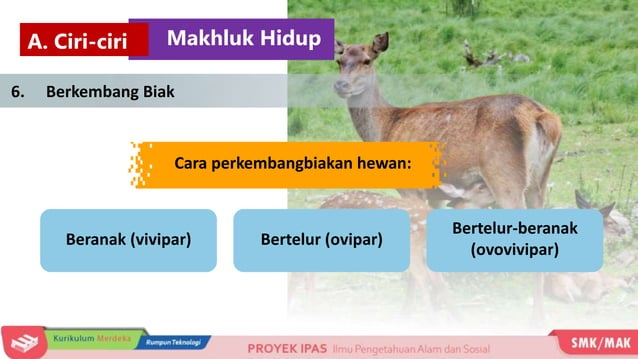 A. Ciri-ciri Makhluk Hidup
6. Berkembang Biak
Cara perkembangbiakan hewan:
Beranak (vivipar)
Bertelur (ovipar)
Bertelur-beranak
(ovovivipar)
Kurikulum Merdeka
Rumpun Teknologi
PROYEK IPAS Ilmu Pengetahuan Alam dan Sosial
SMK/MAK